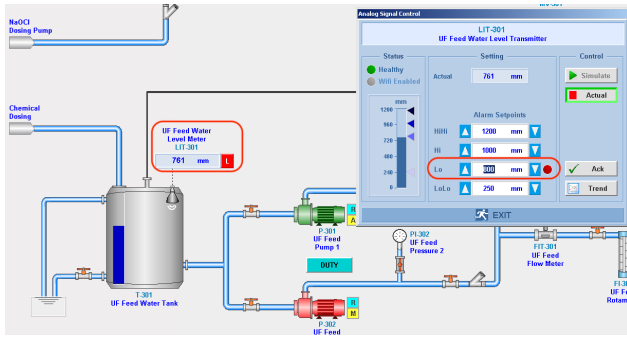 NaOCl
Dosing Pump
Chemical
Dosing
UF Feed Water
Level Meter
LIT-301
761 mm L
T-301
UF Feed Water Tank
P-301
UF Feed
Pump 1
R
A
DUTY
P-302
UF Feed
R
M
PI-302
UF Feed
Pressure 2
FIT-301
UF Feed
Flow Meter
UF Fe
Rotam
Analog Signal Control
LIT-301
UF Feed Water Level Transmitter
Status
Healthy
Wifi Enabled
mm
1200
960
720
480
240
0
Setting
Actual 761 mm
Alarm Setpoints
HiHi 1200 mm
Hi 1000 mm
Lo 800 mm
LoLo 250 mm
Control
Simulate
Actual
Ack
Trend
EXIT